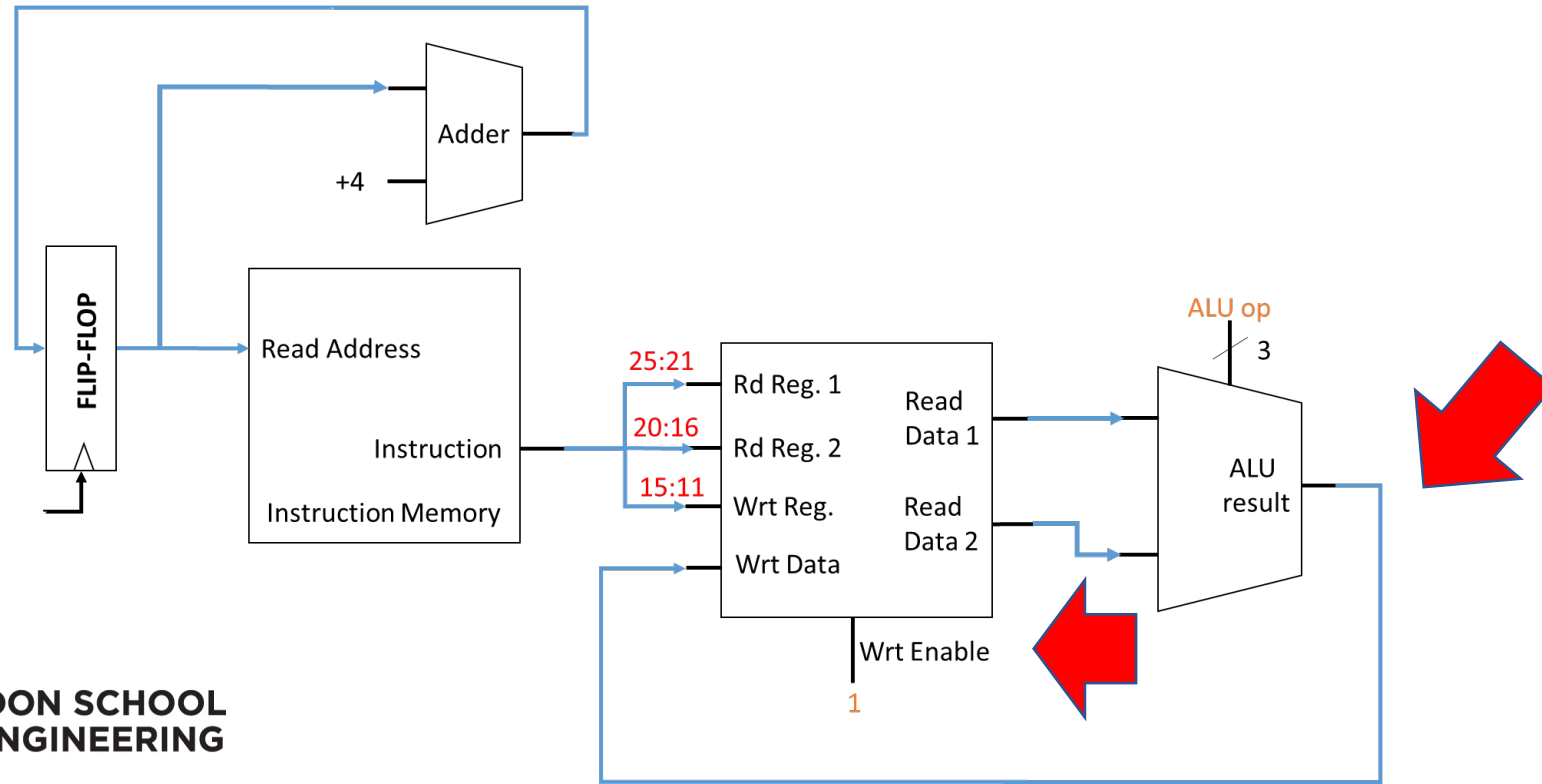 Adder
+4
FLIP-FLOP
Read Address
Instruction
Instruction Memory
25:21
20:16
15:11
Rd Reg. 1
Rd Reg. 2
Wrt Reg.
Wrt Data
Read
Data 1
Read
Data 2
Wrt Enable
1
ALU op
3
ALU
result
DON SCHOOL
NGINEERING